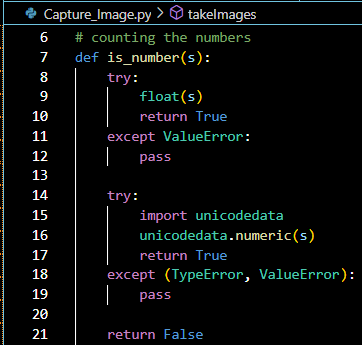 Capture_Image.py > takeImages
6 # counting the numbers
7 def is_number(s):
8     try:
9         float(s)
10         return True
11     except ValueError:
12         pass
13
14     try:
15         import unicodedata
16         unicodedata.numeric(s)
17         return True
18     except (TypeError, ValueError):
19         pass
20
21     return False